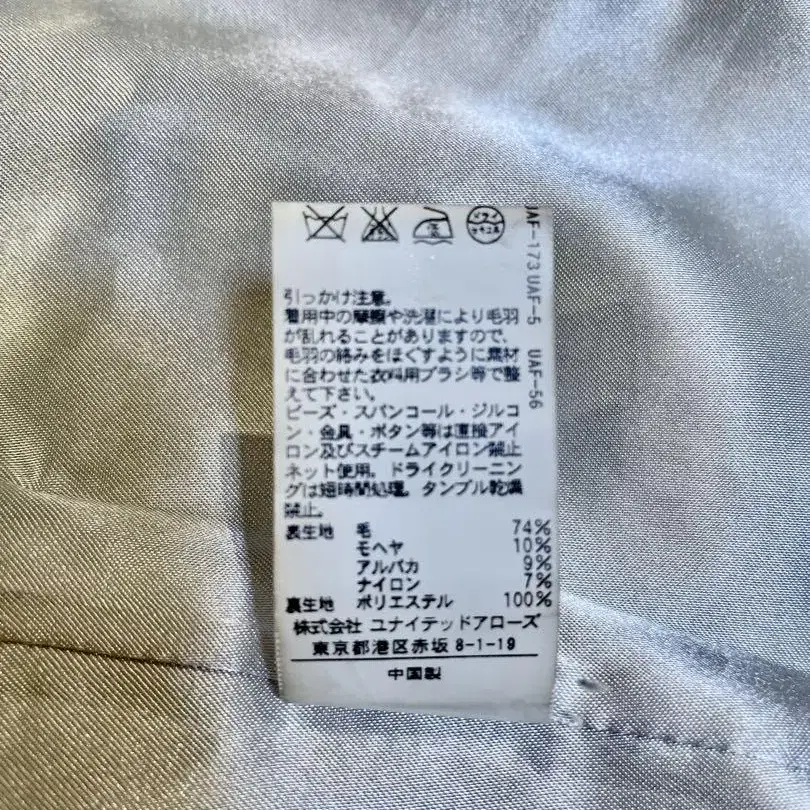 ドライ
セキユ系
UAF-173 UAF-5 UAF-56
引っかけ注意。
着用中の摩擦や洗濯により毛羽
が乱れることがありますので、
毛羽の絡みをほぐすように素材
に合わせた衣料用ブラシ等で整
えて下さい。
ビーズ・スパンコール・ジルコ
ン・金具・ボタン等は直接アイ
ロン及びスチームアイロン禁止
ネット使用。ドライクリーニン
グは短時間処理。タンブル乾燥
禁止。
表生地 毛 74%
モヘヤ 10%
アルパカ 9%
ナイロン 7%
裏生地 ポリエステル 100%
株式会社 ユナイテッドアローズ
東京都港区赤坂 8-1-19
中国製